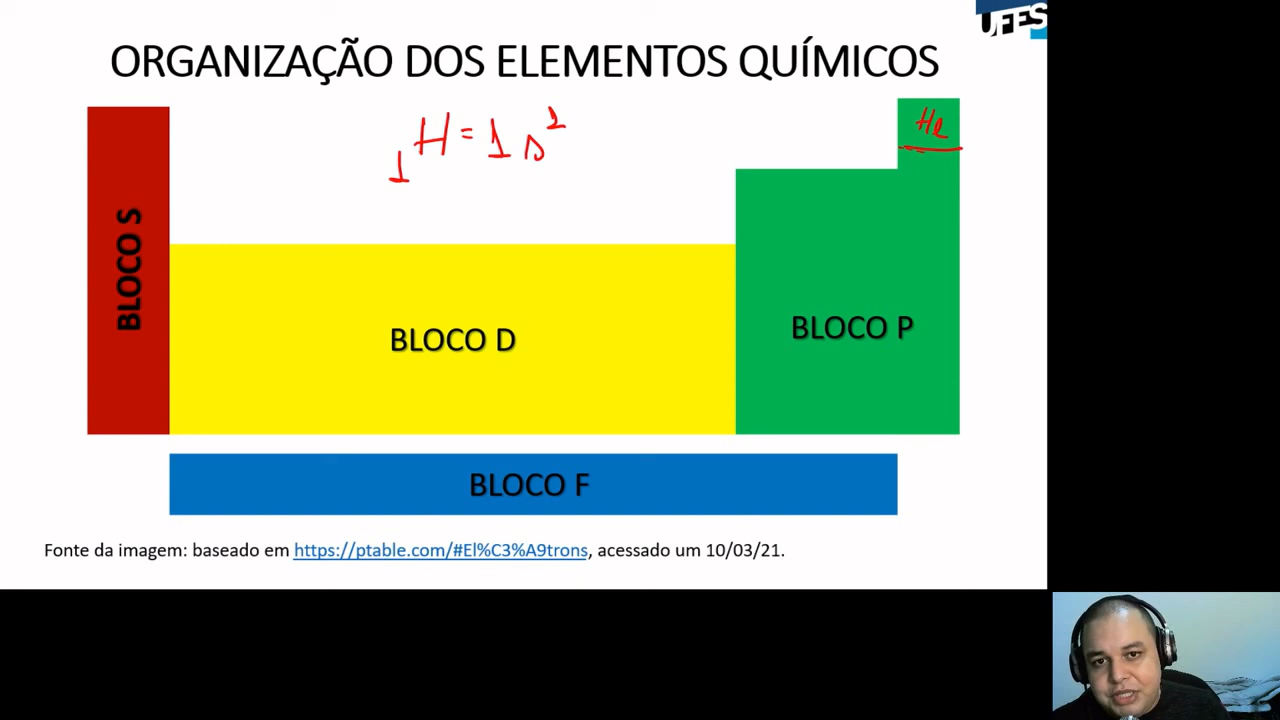 UFES
ORGANIZAÇÃO DOS ELEMENTOS QUÍMICOS
He
₁H = 1s¹
BLOCO S
BLOCO D
BLOCO P
BLOCO F
Fonte da imagem: baseado em https://ptable.com/#El%C3%A9trons, acessado um 10/03/21.